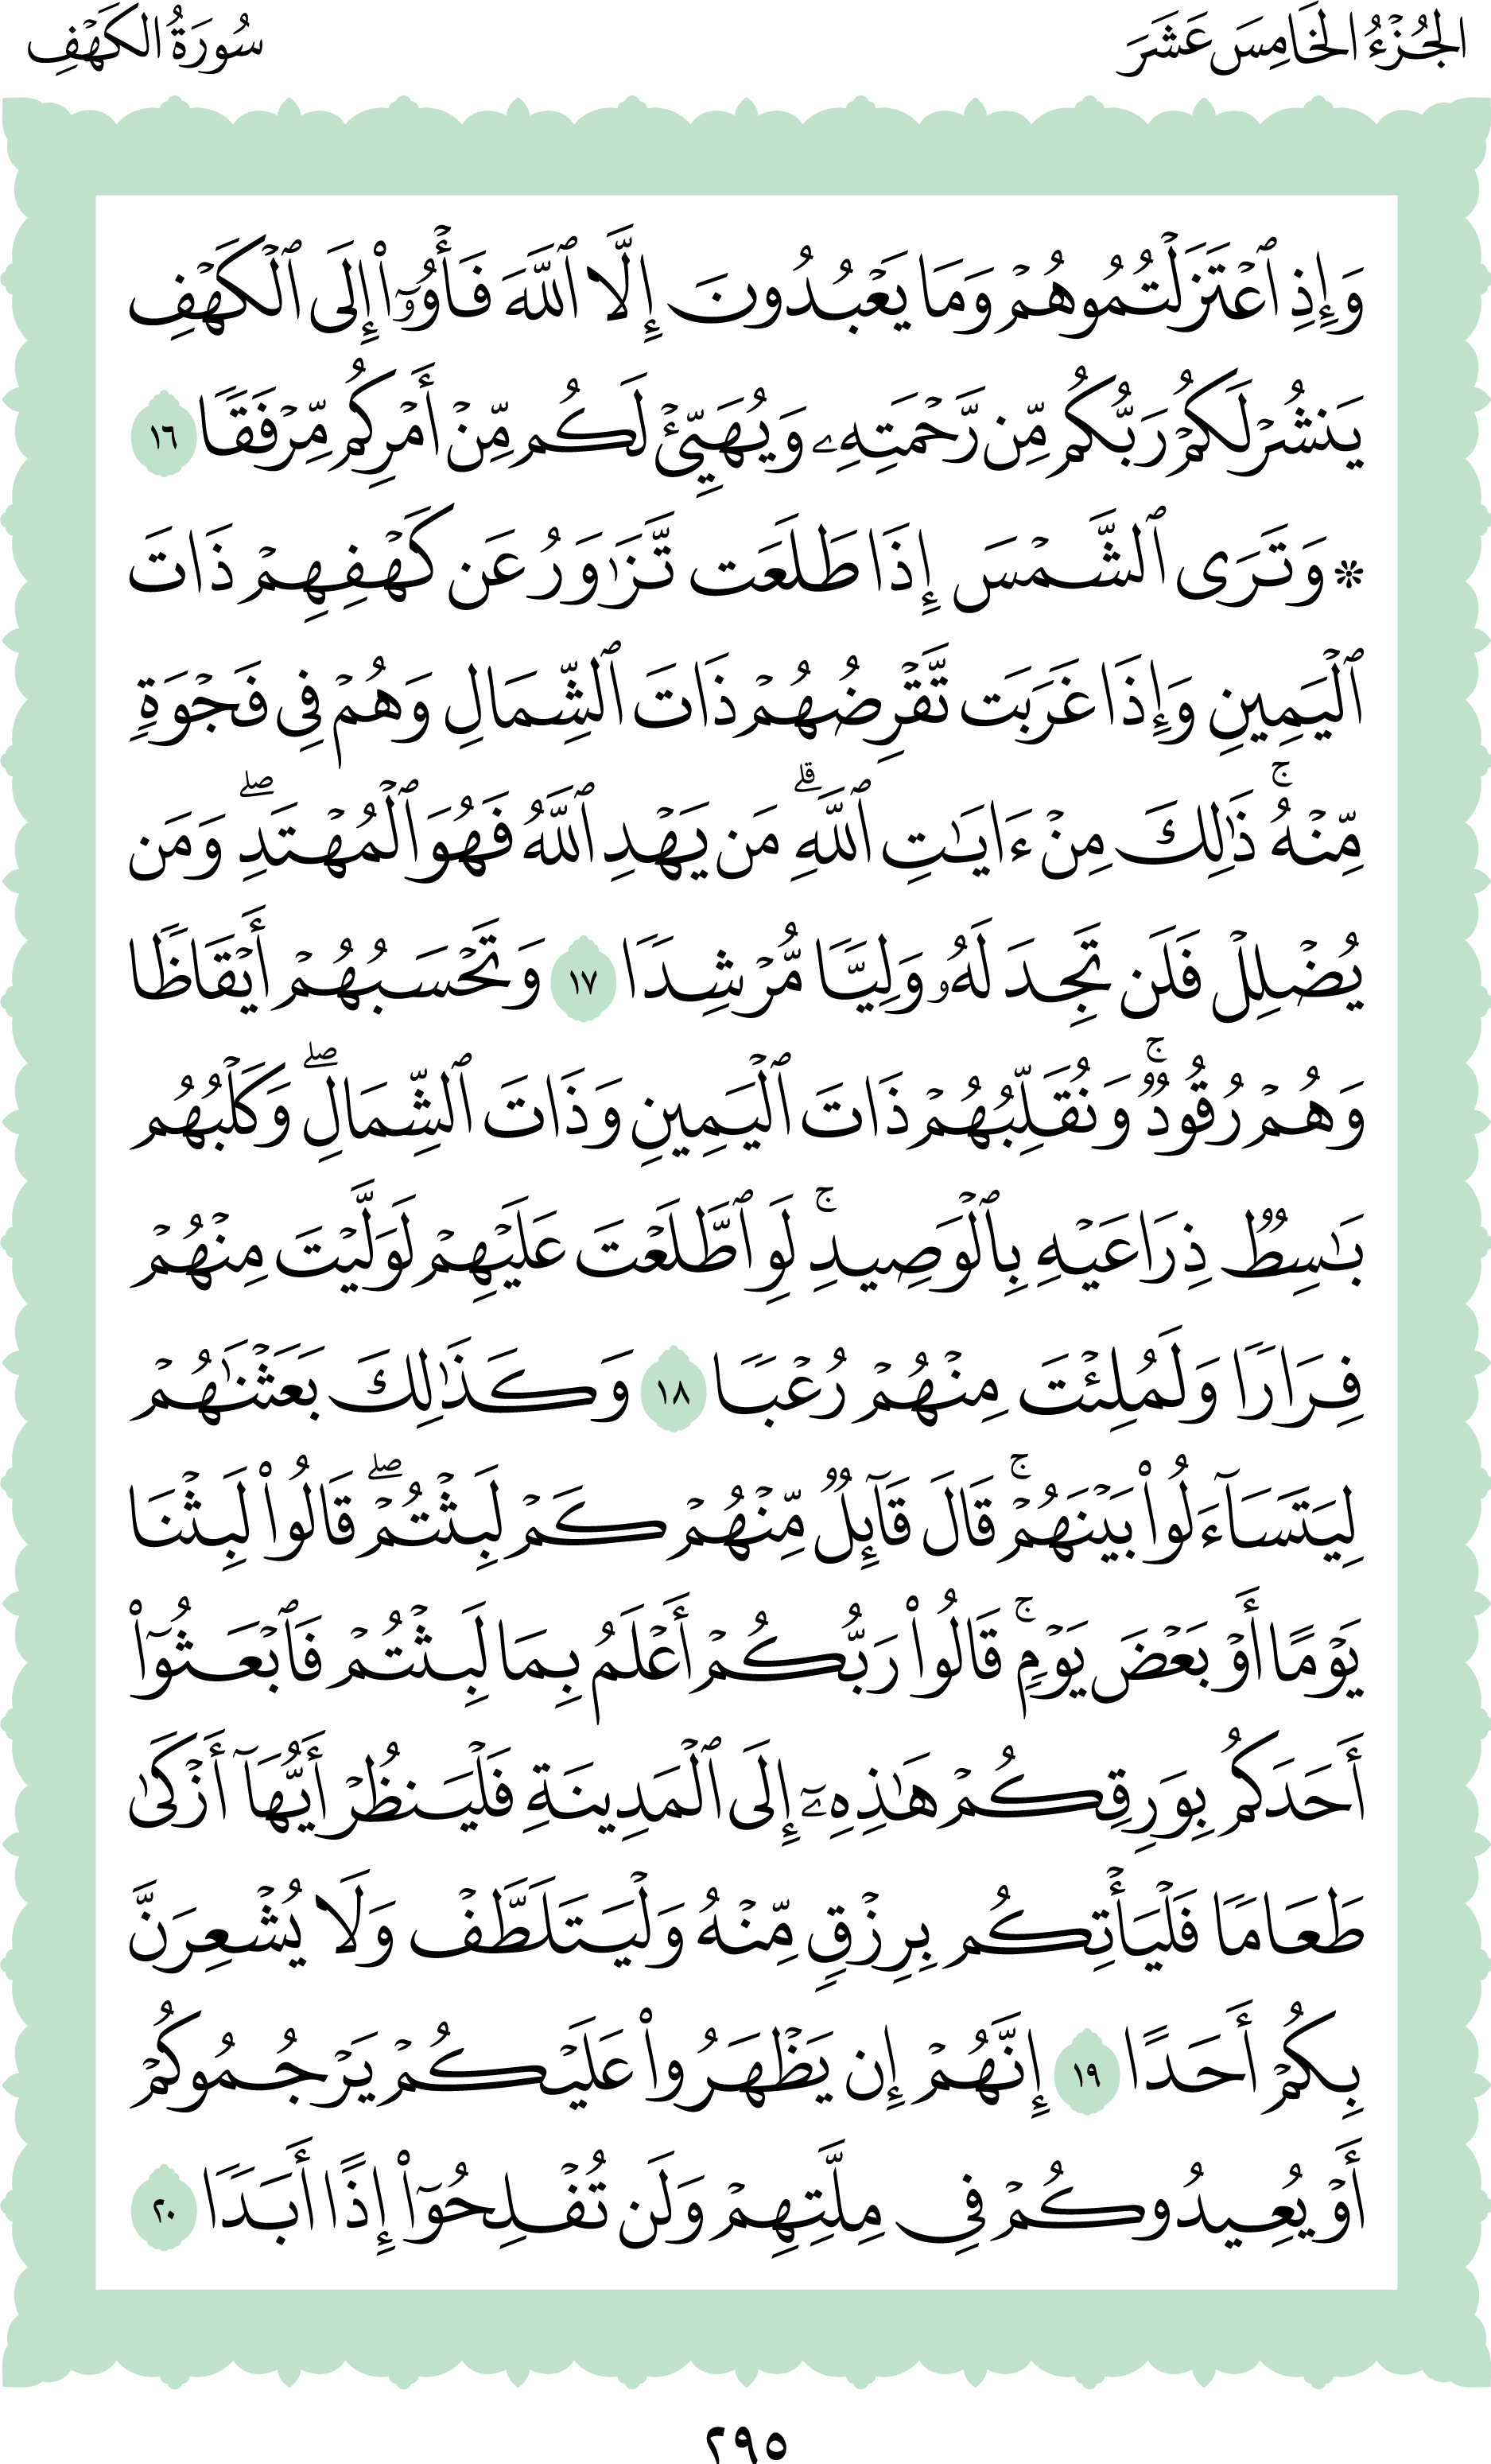 الجُزْءُ الخَامِسَ عَشَرَ
سُورَةُ الكَهْفِ
وَإِذِ ٱعْتَزَلْتُمُوهُمْ وَمَا يَعْبُدُونَ إِلَّا ٱللَّهَ فَأْوُۥٓا۟ إِلَى ٱلْكَهْفِ
يَنشُرْ لَكُمْ رَبُّكُم مِّن رَّحْمَتِهِۦ وَيُهَيِّئْ لَكُم مِّنْ أَمْرِكُم مِّرْفَقًا ١٦
۞ وَتَرَى ٱلشَّمْسَ إِذَا طَلَعَت تَّزَٰوَرُ عَن كَهْفِهِمْ ذَاتَ
ٱلْيَمِينِ وَإِذَا غَرَبَت تَّقْرِضُهُمْ ذَاتَ ٱلشِّمَالِ وَهُمْ فِى فَجْوَةٍ
مِّنْهُ ۚ ذَٰلِكَ مِنْ ءَايَٰتِ ٱللَّهِ ۗ مَن يَهْدِ ٱللَّهُ فَهُوَ ٱلْمُهْتَدِ ۖ وَمَن
يُضْلِلْ فَلَن تَجِدَ لَهُۥ وَلِيًّا مُّرْشِدًا ١٧ وَتَحْسَبُهُمْ أَيْقَاظًا
وَهُمْ رُقُودٌ ۚ وَنُقَلِّبُهُمْ ذَاتَ ٱلْيَمِينِ وَذَاتَ ٱلشِّمَالِ ۖ وَكَلْبُهُم
بَٰسِطٌ ذِرَاعَيْهِ بِٱلْوَصِيدِ ۚ لَوِ ٱطَّلَعْتَ عَلَيْهِمْ لَوَلَّيْتَ مِنْهُمْ
فِرَارًا وَلَمُلِئْتَ مِنْهُمْ رُعْبًا ١٨ وَكَذَٰلِكَ بَعَثْنَٰهُمْ
لِيَتَسَآءَلُوا۟ بَيْنَهُمْ ۚ قَالَ قَآئِلٌ مِّنْهُمْ كَمْ لَبِثْتُمْ ۖ قَالُوا۟ لَبِثْنَا
يَوْمًا أَوْ بَعْضَ يَوْمٍ ۚ قَالُوا۟ رَبُّكُمْ أَعْلَمُ بِمَا لَبِثْتُمْ فَٱبْعَثُوٓا۟
أَحَدَكُم بِوَرِقِكُمْ هَٰذِهِۦٓ إِلَى ٱلْمَدِينَةِ فَلْيَنظُرْ أَيُّهَآ أَزْكَىٰ
طَعَامًا فَلْيَأْتِكُم بِرِزْقٍ مِّنْهُ وَلْيَتَلَطَّفْ وَلَا يُشْعِرَنَّ
بِكُمْ أَحَدًا ١٩ إِنَّهُمْ إِن يَظْهَرُوا۟ عَلَيْكُمْ يَرْجُمُوكُمْ
أَوْ يُعِيدُوكُمْ فِى مِلَّتِهِمْ وَلَن تُفْلِحُوٓا۟ إِذًا أَبَدًا ٢٠
٢٩٥